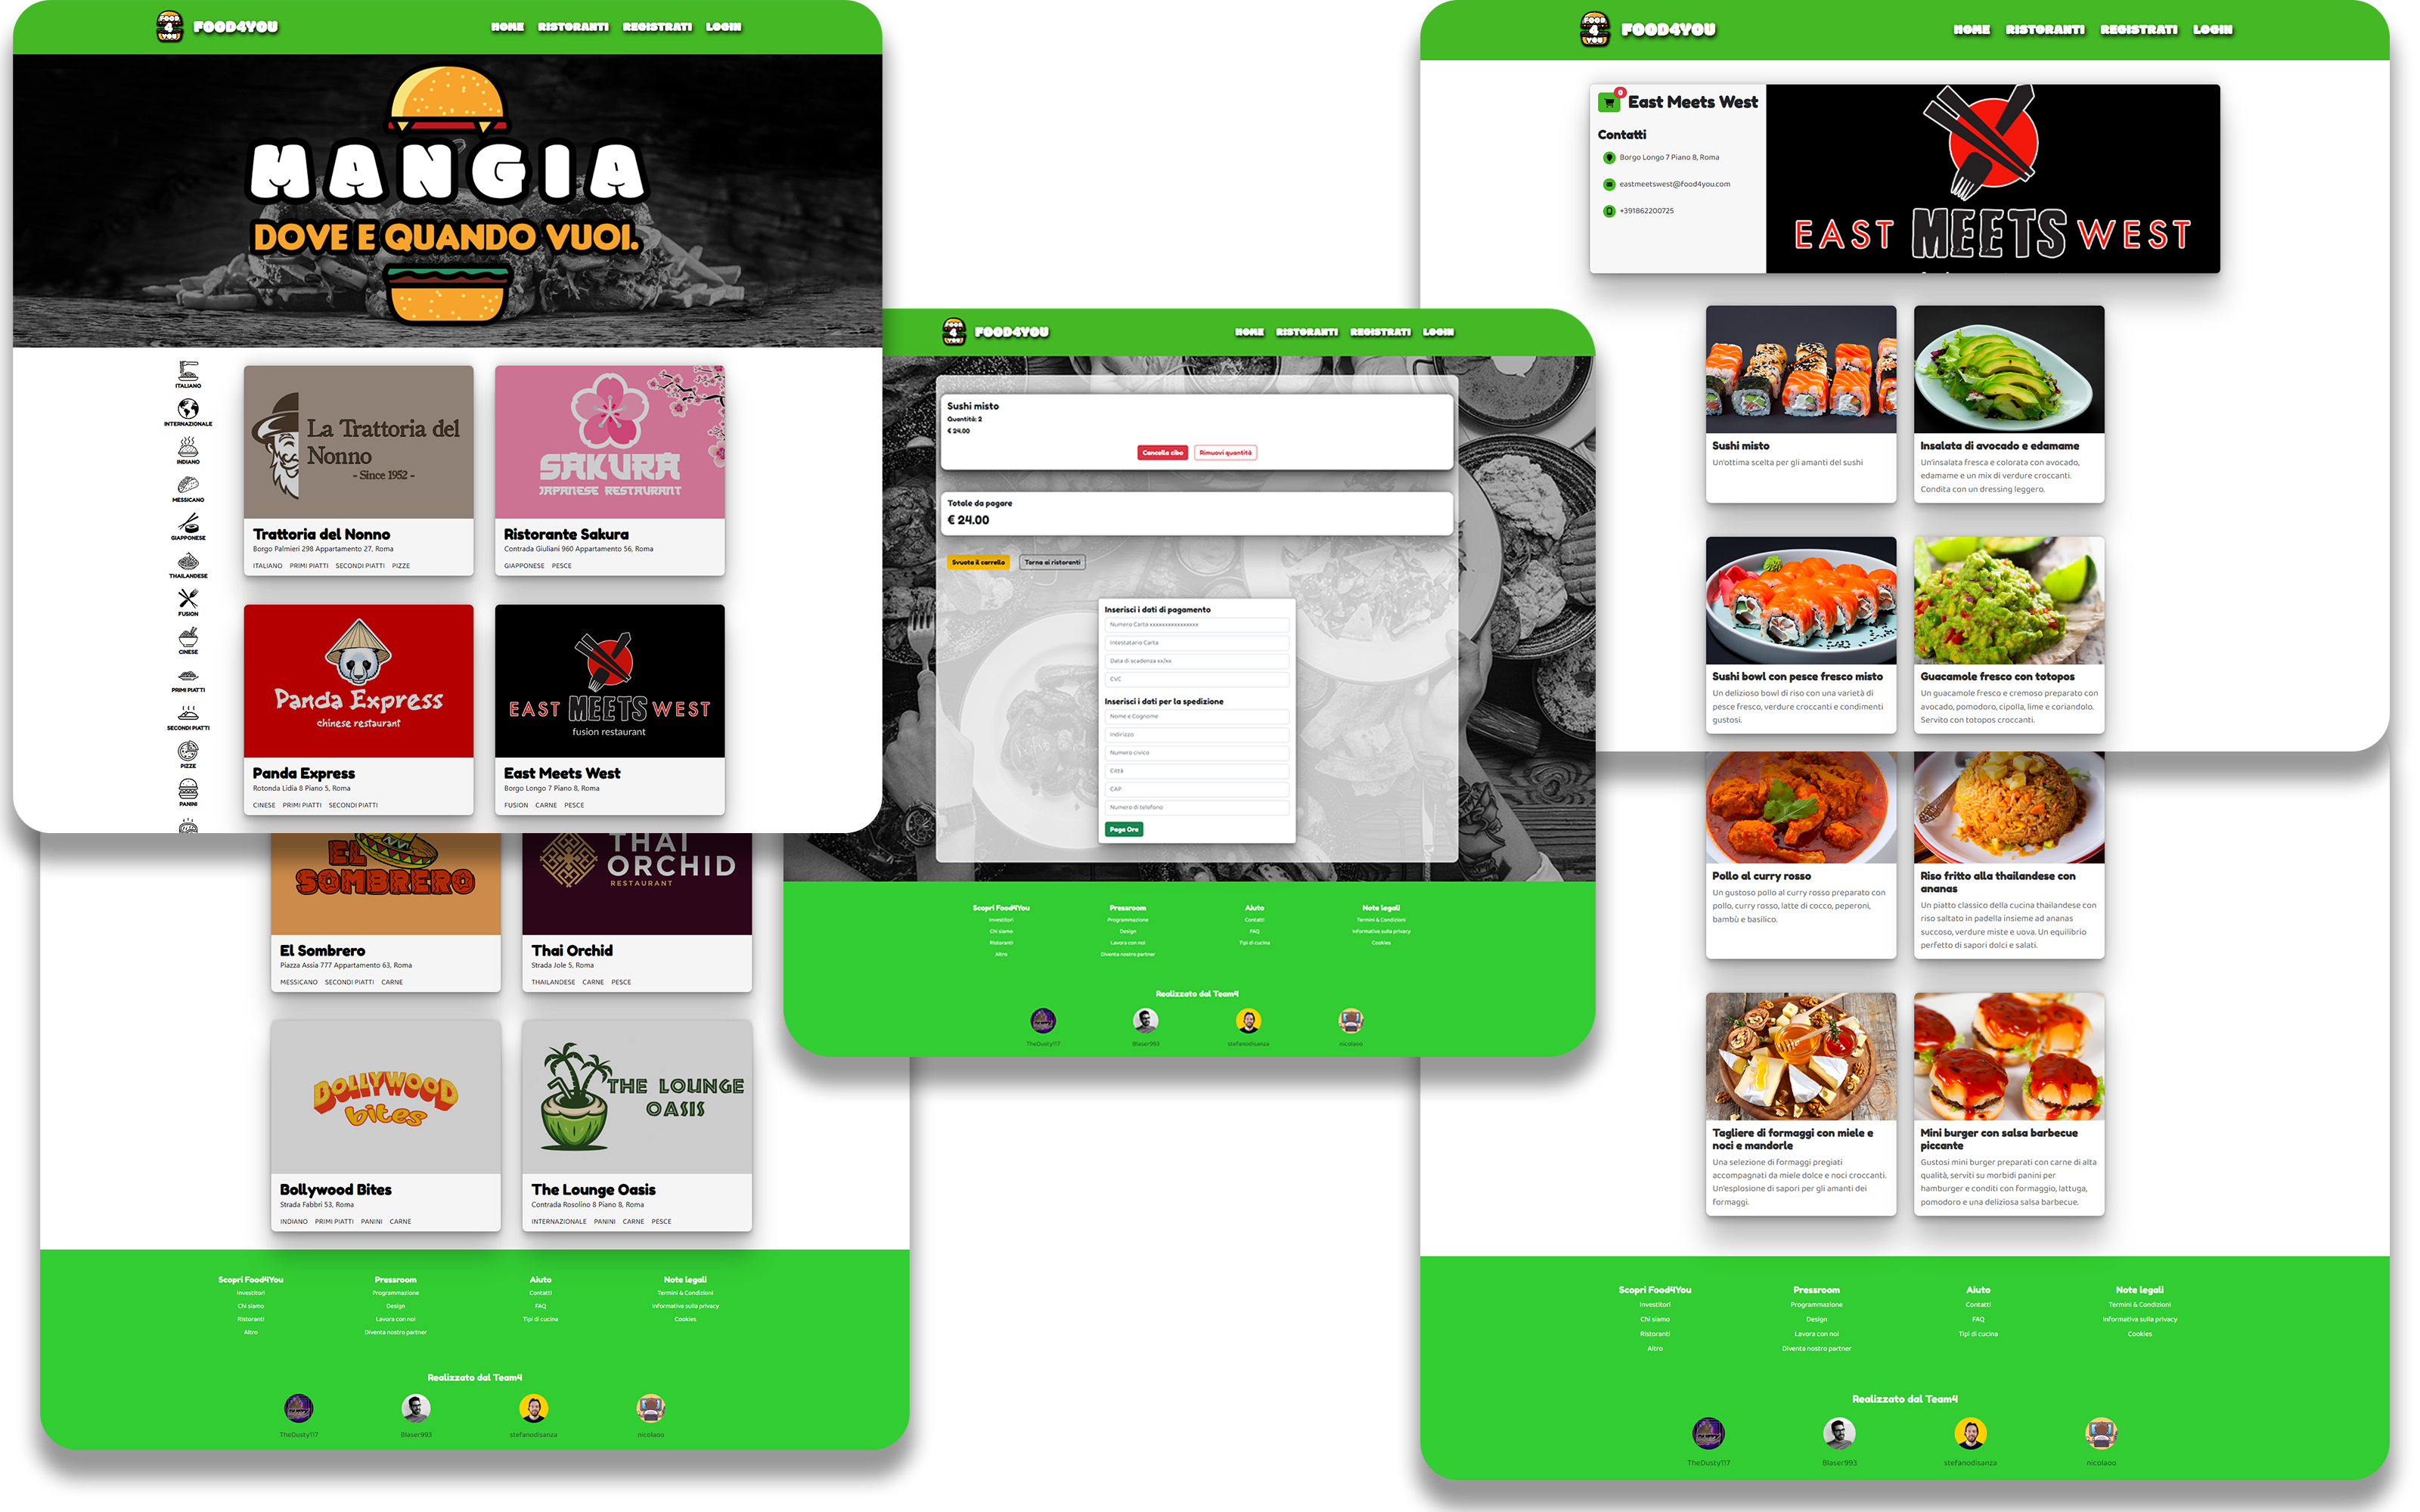 FOOD 4 YOU
FOOD4YOU
HOME RISTORANTI REGISTRATI LOGIN
MANGIA
DOVE E QUANDO VUOI.
ITALIANO
INTERNAZIONALE
INDIANO
MESSICANO
GIAPPONESE
THAILANDESE
FUSION
CINESE
PRIMI PIATTI
SECONDI PIATTI
PIZZE
PANINI
La Trattoria del
Nonno
- Since 1952 -
Trattoria del Nonno
Borgo Palmieri 298 Appartamento 27, Roma
ITALIANO PRIMI PIATTI SECONDI PIATTI PIZZE
SAKURA
JAPANESE RESTAURANT
Ristorante Sakura
Contrada Giuliani 960 Appartamento 56, Roma
GIAPPONESE PESCE
Panda Express
chinese restaurant
Panda Express
Rotonda Lidia 8 Piano 5, Roma
CINESE PRIMI PIATTI SECONDI PIATTI
EAST MEETS WEST
fusion restaurant
East Meets West
Borgo Longo 7 Piano 8, Roma
FUSION CARNE PESCE
EL
SOMBRERO
El Sombrero
Piazza Assia 777 Appartamento 63, Roma
MESSICANO SECONDI PIATTI CARNE
THAI
ORCHID
RESTAURANT
Thai Orchid
Strada Jole 5, Roma
THAILANDESE CARNE PESCE
BOLLYWOOD
bites
Bollywood Bites
Strada Fabbri 53, Roma
INDIANO PRIMI PIATTI PANINI CARNE
THE LOUNGE
OASIS
The Lounge Oasis
Contrada Rosolino 8 Piano 8, Roma
INTERNAZIONALE PANINI CARNE PESCE
Scopri Food4You
Investitori
Chi siamo
Ristoranti
Altro
Pressroom
Programmazione
Design
Lavora con noi
Diventa nostro partner
Aiuto
Contatti
FAQ
Tipi di cucina
Note legali
Termini & Condizioni
Informativa sulla privacy
Cookies
Realizzato dal Team4
TheDusty117 Blaser993 stefanodisanza nicolaoo
FOOD 4 YOU
FOOD4YOU
HOME RISTORANTI REGISTRATI LOGIN
Sushi misto
Quantità: 2
€ 24.00
Cancella cibo Rimuovi quantità
Totale da pagare
€ 24.00
Svuota il carrello Torna ai ristoranti
Inserisci i dati di pagamento
Numero Carta xxxxxxxxxxxxxxxx
Intestatario Carta
Data di scadenza xx/xx
CVC
Inserisci i dati per la spedizione
Nome e Cognome
Indirizzo
Numero civico
Città
CAP
Numero di telefono
Paga Ora
Scopri Food4You
Investitori
Chi siamo
Ristoranti
Altro
Pressroom
Programmazione
Design
Lavora con noi
Diventa nostro partner
Aiuto
Contatti
FAQ
Tipi di cucina
Note legali
Termini & Condizioni
Informativa sulla privacy
Cookies
Realizzato dal Team4
TheDusty117 Blaser993 stefanodisanza nicolaoo
FOOD 4 YOU
FOOD4YOU
HOME RISTORANTI REGISTRATI LOGIN
0
East Meets West
Contatti
Borgo Longo 7 Piano 8, Roma
eastmeetswest@food4you.com
+391862200725
EAST MEETS WEST
Sushi misto
Un'ottima scelta per gli amanti del sushi
Insalata di avocado e edamame
Un'insalata fresca e colorata con avocado,
edamame e un mix di verdure croccanti.
Condita con un dressing leggero.
Sushi bowl con pesce fresco misto
Un delizioso bowl di riso con una varietà di
pesce fresco, verdure croccanti e condimenti
gustosi.
Guacamole fresco con totopos
Un guacamole fresco e cremoso preparato con
avocado, pomodoro, cipolla, lime e coriandolo.
Servito con totopos croccanti.
Pollo al curry rosso
Un gustoso pollo al curry rosso preparato con
pollo, curry rosso, latte di cocco, peperoni,
bambù e basilico.
Riso fritto alla thailandese con
ananas
Un piatto classico della cucina thailandese con
riso saltato in padella insieme ad ananas
succoso, verdure miste e uova. Un equilibrio
perfetto di sapori dolci e salati.
Tagliere di formaggi con miele e
noci e mandorle
Una selezione di formaggi pregiati
accompagnati da miele dolce e noci croccanti.
Un'esplosione di sapori per gli amanti dei
formaggi.
Mini burger con salsa barbecue
piccante
Gustosi mini burger preparati con carne di alta
qualità, serviti su morbidi panini per
hamburger e conditi con formaggio, lattuga,
pomodoro e una deliziosa salsa barbecue.
Scopri Food4You
Investitori
Chi siamo
Ristoranti
Altro
Pressroom
Programmazione
Design
Lavora con noi
Diventa nostro partner
Aiuto
Contatti
FAQ
Tipi di cucina
Note legali
Termini & Condizioni
Informativa sulla privacy
Cookies
Realizzato dal Team4
TheDusty117 Blaser993 stefanodisanza nicolaoo